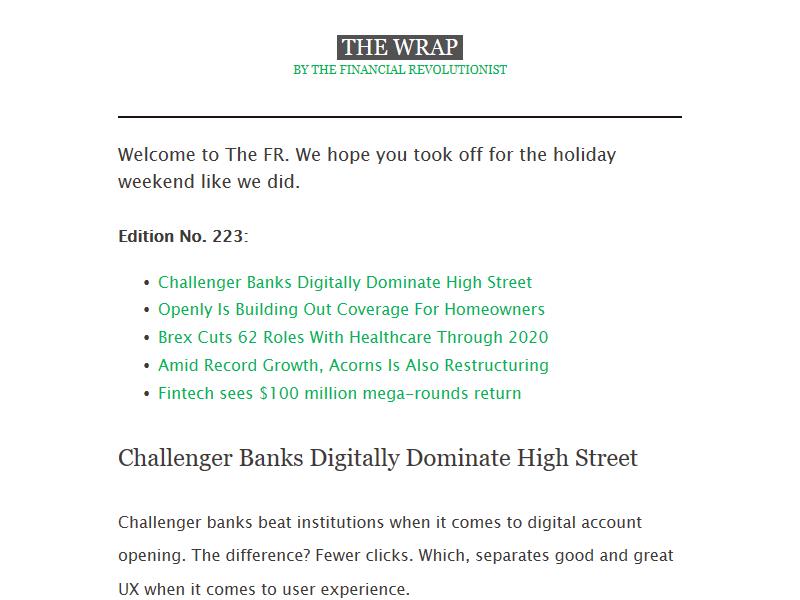 THE WRAP
BY THE FINANCIAL REVOLUTIONIST
Welcome to The FR. We hope you took off for the holiday
weekend like we did.
Edition No. 223:
• Challenger Banks Digitally Dominate High Street
• Openly Is Building Out Coverage For Homeowners
• Brex Cuts 62 Roles With Healthcare Through 2020
• Amid Record Growth, Acorns Is Also Restructuring
• Fintech sees $100 million mega-rounds return
Challenger Banks Digitally Dominate High Street
Challenger banks beat institutions when it comes to digital account
opening. The difference? Fewer clicks. Which, separates good and great
UX when it comes to user experience.